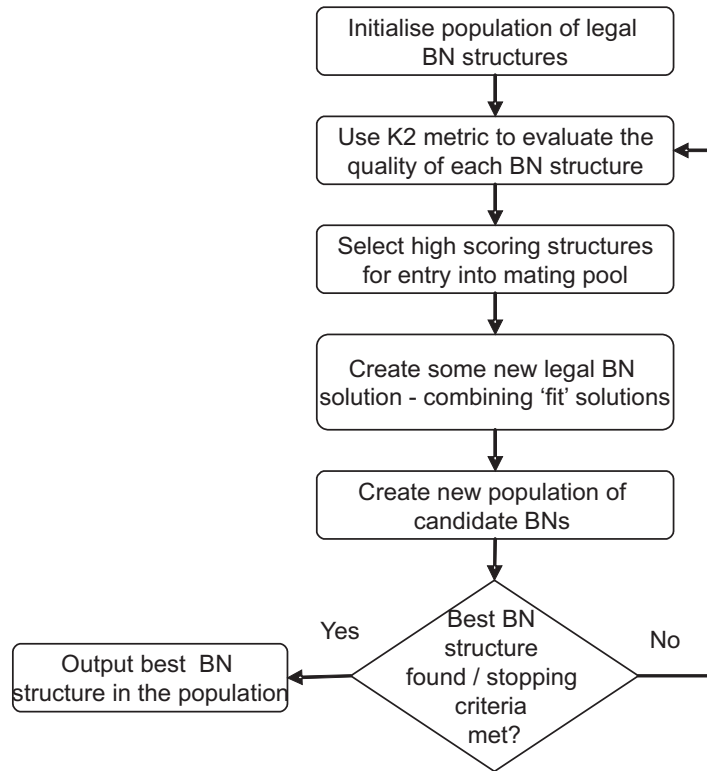 Initialise population of legal
BN structures
Use K2 metric to evaluate the
quality of each BN structure
Select high scoring structures
for entry into mating pool
Create some new legal BN
solution - combining ‘fit’ solutions
Create new population of
candidate BNs
Best BN
structure
found / stopping
criteria
met?
Yes
No
Output best BN
structure in the population